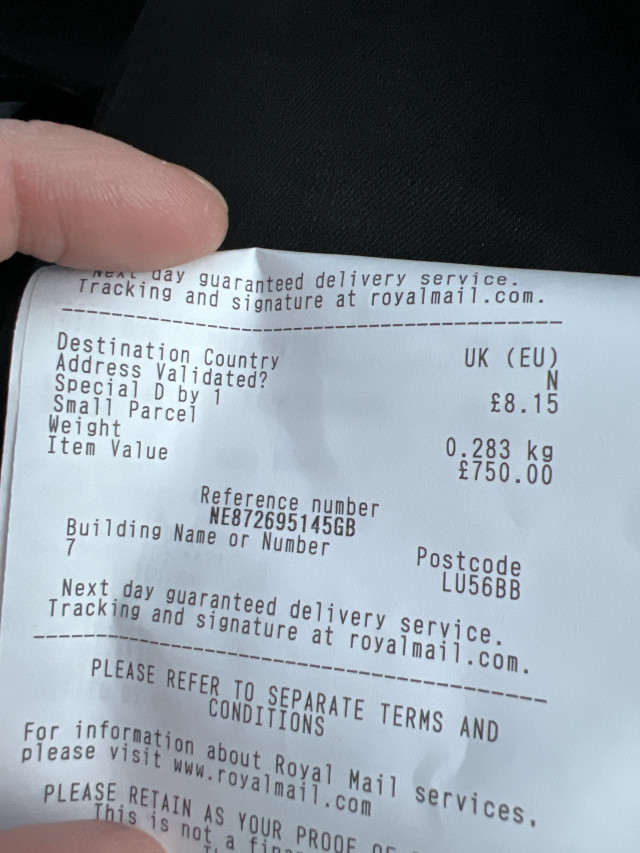 Next day guaranteed delivery service.
Tracking and signature at royalmail.com.
Destination Country UK (EU)
Address Validated? N
Special D by 1 £8.15
Small Parcel
Weight 0.283 kg
Item Value £750.00
Reference number
NE872695145GB
Building Name or Number Postcode
7 LU56BB
Next day guaranteed delivery service.
Tracking and signature at royalmail.com.
PLEASE REFER TO SEPARATE TERMS AND
CONDITIONS
For information about Royal Mail services,
please visit www.royalmail.com
PLEASE RETAIN AS YOUR PROOF OF
This is not a